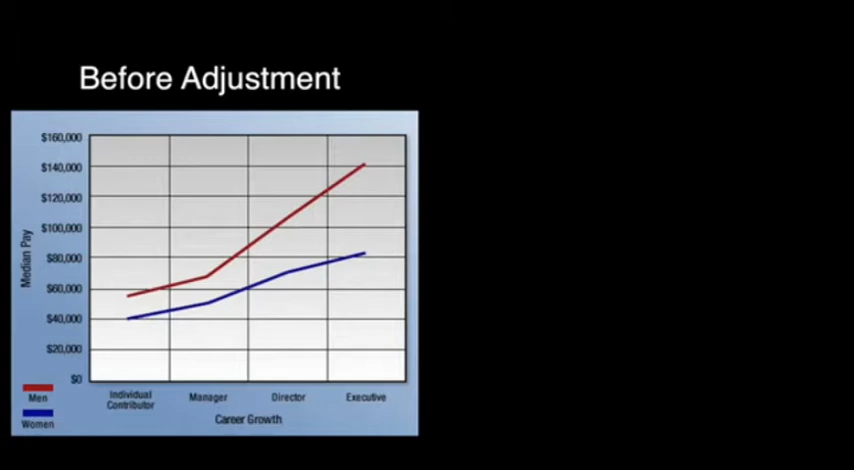 Before Adjustment
$160,000
$140,000
$120,000
$100,000
$80,000
$60,000
$40,000
$20,000
$0
Median Pay
Individual
Contributor
Manager
Director
Executive
Career Growth
Men
Women